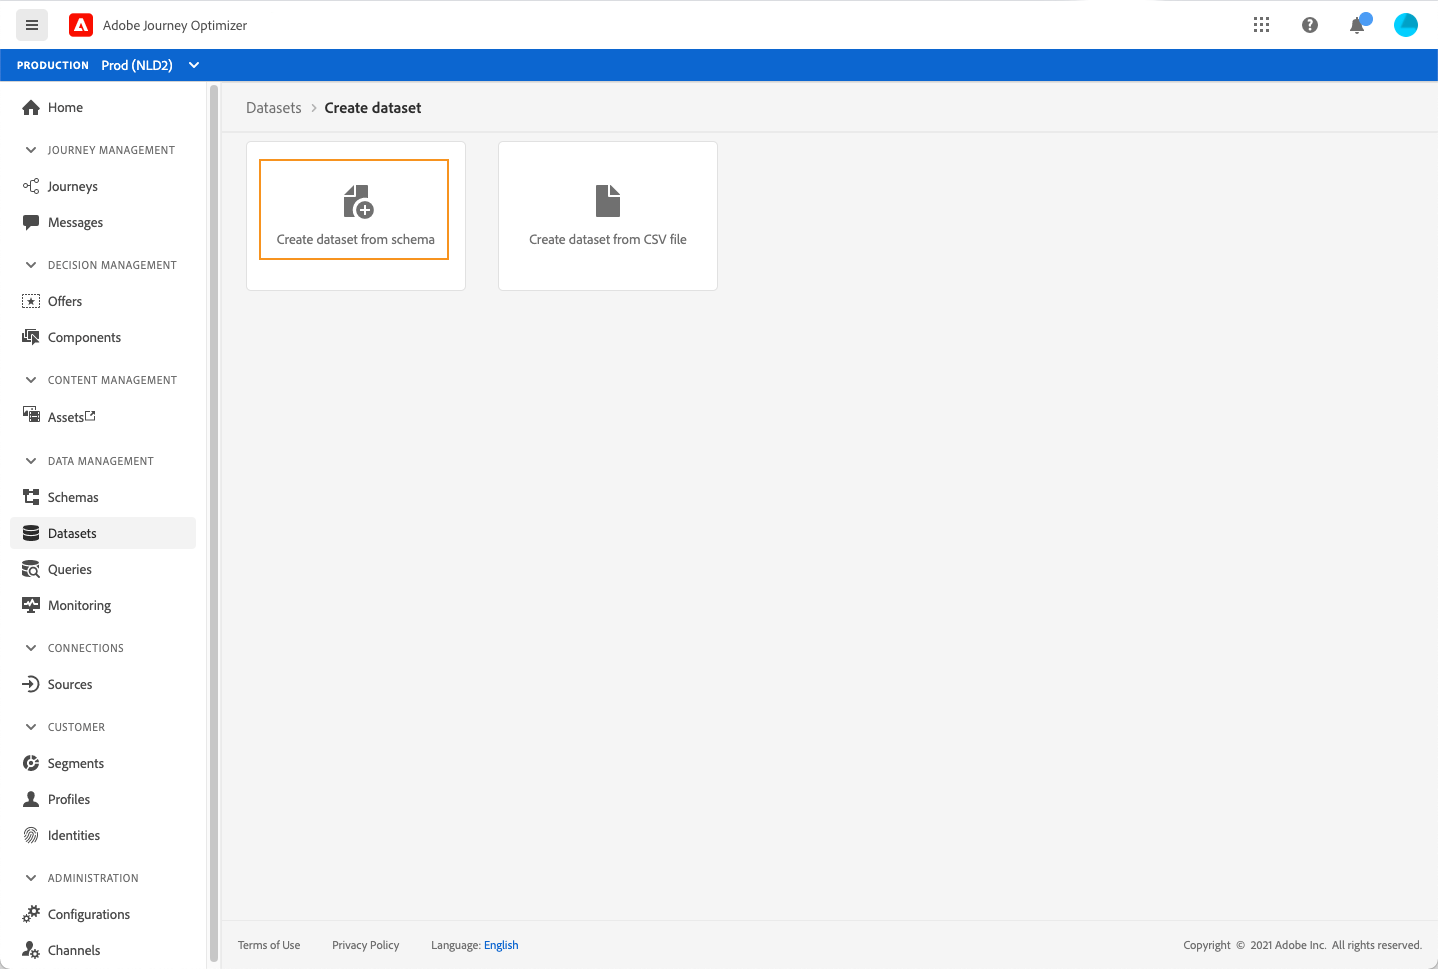 Adobe Journey Optimizer
PRODUCTION Prod (NLD2)
Home
JOURNEY MANAGEMENT
Journeys
Messages
DECISION MANAGEMENT
Offers
Components
CONTENT MANAGEMENT
Assets
DATA MANAGEMENT
Schemas
Datasets
Queries
Monitoring
CONNECTIONS
Sources
CUSTOMER
Segments
Profiles
Identities
ADMINISTRATION
Configurations
Channels
Datasets > Create dataset
Create dataset from schema
Create dataset from CSV file
Terms of Use Privacy Policy Language: English Copyright © 2021 Adobe Inc. All rights reserved.